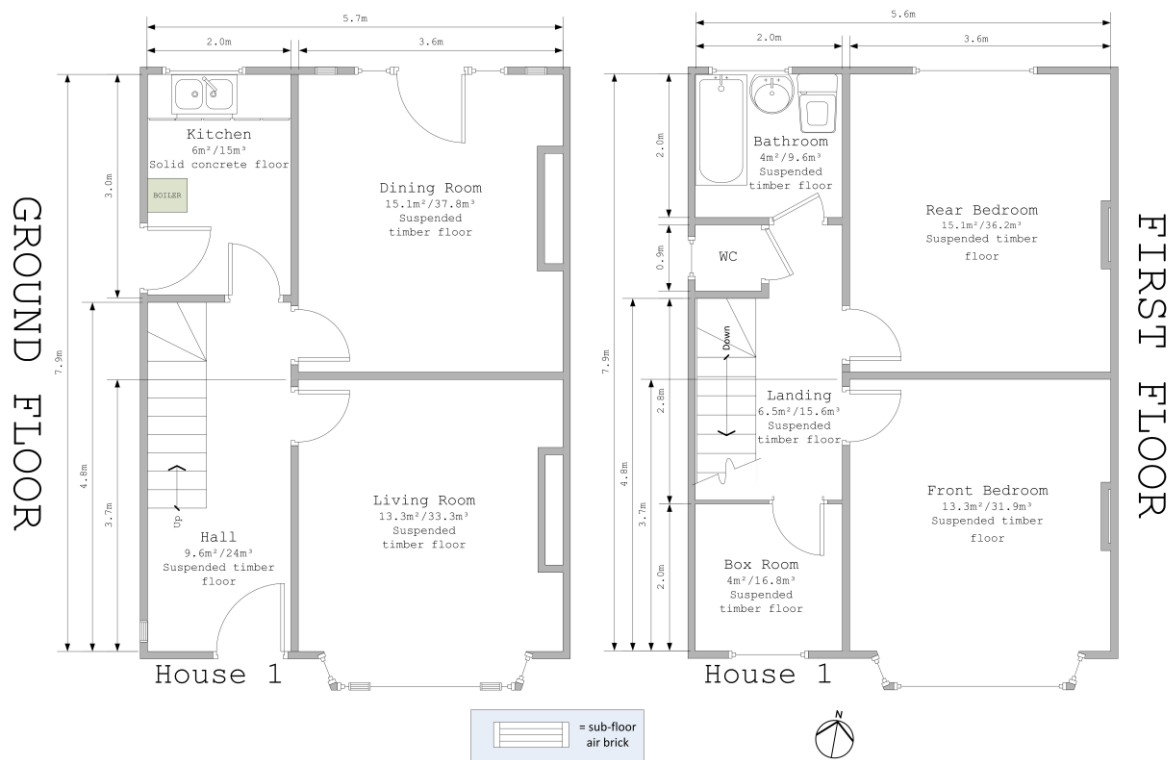 5.7m
2.0m
3.6m
Kitchen
6m²/15m³
Solid concrete floor
BOILER
3.0m
Dining Room
15.1m²/37.8m³
Suspended
timber floor
GROUND FLOOR
7.9m
4.8m
3.7m
Up
Hall
9.6m²/24m³
Suspended timber
floor
Living Room
13.3m²/33.3m³
Suspended
timber floor
House 1
5.6m
2.0m
3.6m
2.0m
Bathroom
4m²/9.6m³
Suspended
timber floor
0.9m
WC
Rear Bedroom
15.1m²/36.2m³
Suspended timber
floor
FIRST FLOOR
7.9m
4.8m
2.8m
3.7m
Down
Landing
6.5m²/15.6m³
Suspended
timber floor
Front Bedroom
13.3m²/31.9m³
Suspended timber
floor
2.0m
Box Room
4m²/16.8m³
Suspended
timber floor
House 1
= sub-floor
air brick
N